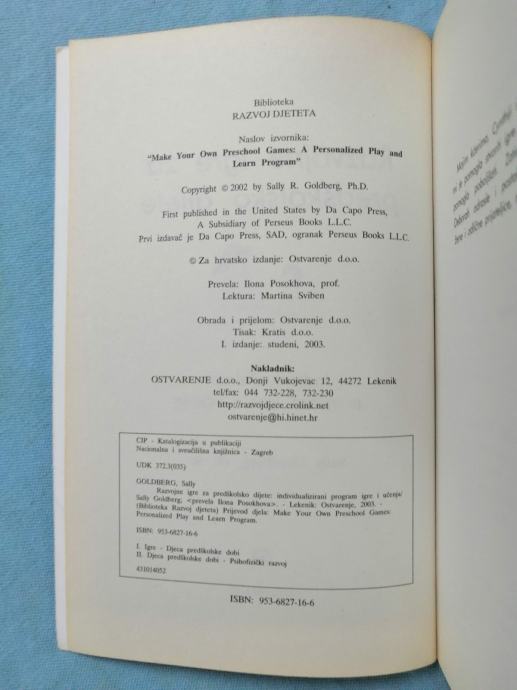 Biblioteka
RAZVOJ DJETETA
Naslov izvornika:
"Make Your Own Preschool Games: A Personalized Play and
Learn Program"
Copyright © 2002 by Sally R. Goldberg, Ph.D.
First published in the United States by Da Capo Press,
A Subsidiary of Perseus Books L.L.C.
Prvi izdavač je Da Capo Press, SAD, ogranak Perseus Books L.L.C.
© Za hrvatsko izdanje: Ostvarenje d.o.o.
Prevela: Ilona Posokhova, prof.
Lektura: Martina Sviben
Obrada i prijelom: Ostvarenje d.o.o.
Tisak: Kratis d.o.o.
I. izdanje: studeni, 2003.
Nakladnik:
OSTVARENJE d.o.o., Donji Vukojevac 12, 44272 Lekenik
tel/fax: 044 732-228, 732-230
http://razvojdjece.crolink.net
ostvarenje@hi.hinet.hr
CIP - Katalogizacija u publikaciji
Nacionalna i sveučilišna knjižnica - Zagreb
UDK 372.3(035)
GOLDBERG, Sally
Razvojne igre za predškolsko dijete: individualizirani program igre i učenja/
Sally Goldberg; <prevela Ilona Posokhova>. - Lekenik: Ostvarenje, 2003. -
(Biblioteka Razvoj djeteta) Prijevod djela: Make Your Own Preschool Games:
Personalized Play and Learn Program.
ISBN: 953-6827-16-6
I. Igre - Djeca predškolske dobi
II. Djeca predškolske dobi - Psihofizički razvoj
431014052
ISBN: 953-6827-16-6